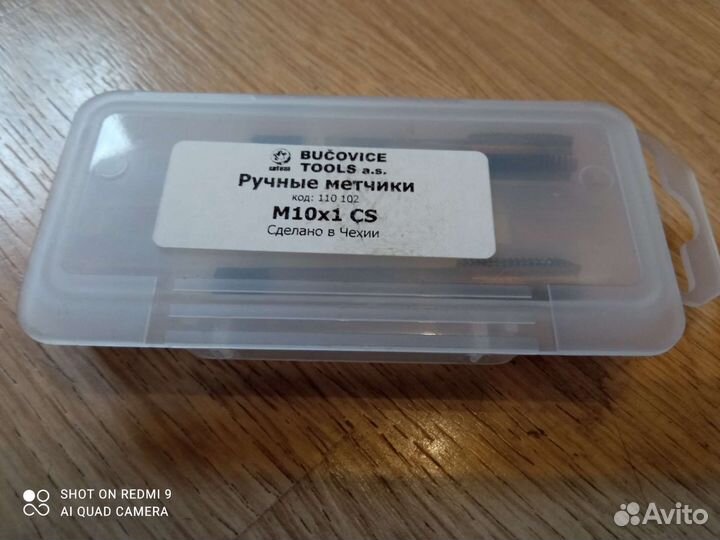 BUČOVICE
TOOLS a.s.
Ручные метчики
код: 110 102
M10x1 CS
Сделано в Чехии
SHOT ON REDMI 9
AI QUAD CAMERA
Avito